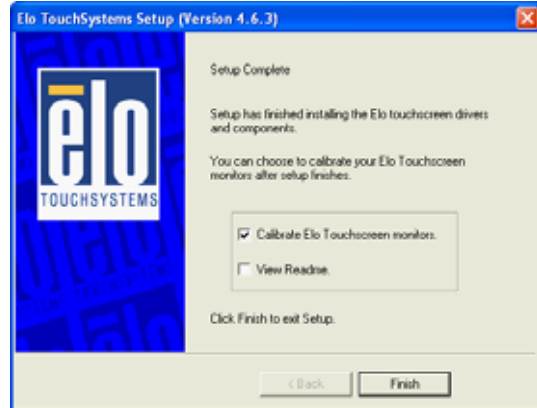 Elo TouchSystems Setup (Version 4.6.3)
elo
TOUCHSYSTEMS
Setup Complete
Setup has finished installing the Elo touchscreen drivers
and components.
You can choose to calibrate your Elo Touchscreen
monitors after setup finishes.
Calibrate Elo Touchscreen monitors.
View Readme.
Click Finish to exit Setup.
< Back
Finish